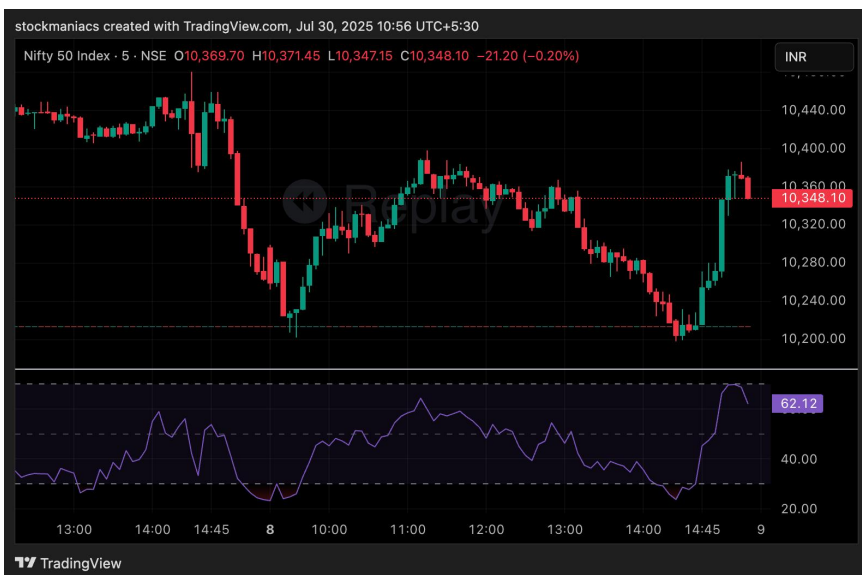 stockmaniacs created with TradingView.com, Jul 30, 2025 10:56 UTC+5:30
Nifty 50 Index · 5 · NSE O10,369.70 H10,371.45 L10,347.15 C10,348.10 −21.20 (−0.20%)
INR
10,440.00
10,400.00
Replay
10,360.00
10,348.10
10,320.00
10,280.00
10,240.00
10,200.00
62.12
40.00
20.00
13:00 14:00 14:45 8 10:00 11:00 12:00 13:00 14:00 14:45 9
TradingView